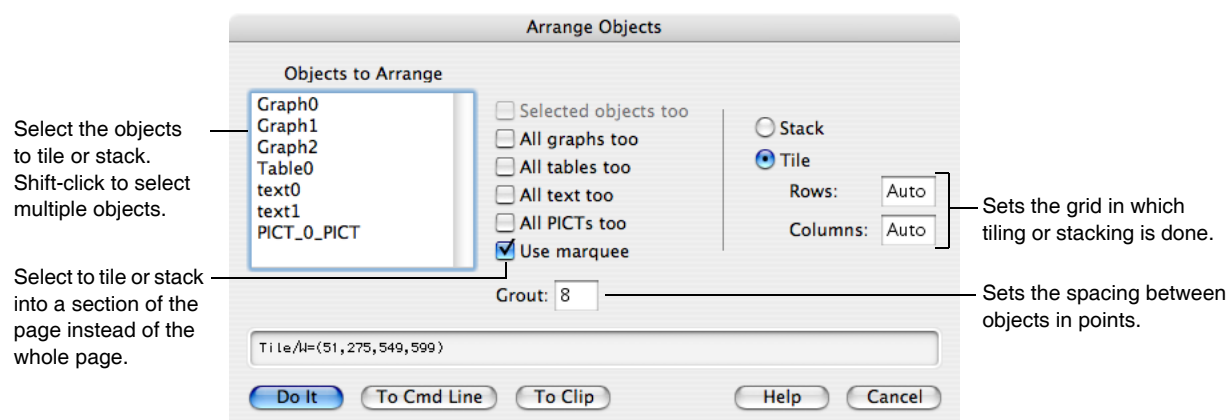 Arrange Objects
Objects to Arrange
Graph0
Graph1
Graph2
Table0
text0
text1
PICT_0_PICT
Selected objects too
All graphs too
All tables too
All text too
All PICTs too
Use marquee
Stack
Tile
Rows: Auto
Columns: Auto
Grout: 8
Tile/W=(51,275,549,599)
Do It
To Cmd Line
To Clip
Help
Cancel
Select the objects
to tile or stack.
Shift-click to select
multiple objects.
Select to tile or stack
into a section of the
page instead of the
whole page.
Sets the grid in which
tiling or stacking is done.
Sets the spacing between
objects in points.